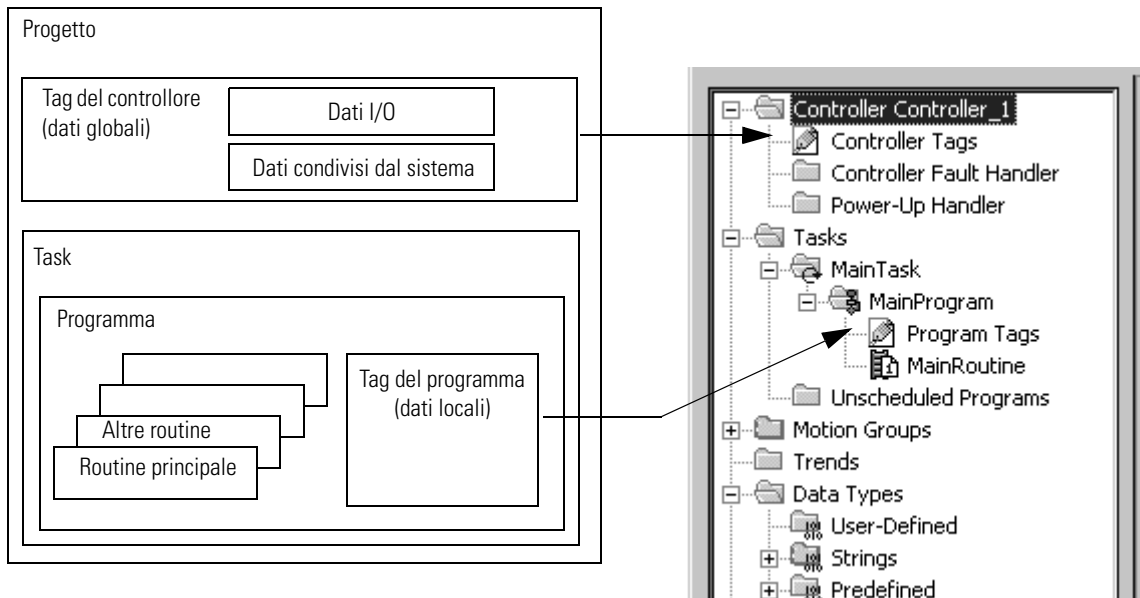 Progetto
Tag del controllore
(dati globali)
Dati I/O
Dati condivisi dal sistema
Task
Programma
Altre routine
Routine principale
Tag del programma
(dati locali)
Controller Controller_1
Controller Tags
Controller Fault Handler
Power-Up Handler
Tasks
MainTask
MainProgram
Program Tags
MainRoutine
Unscheduled Programs
Motion Groups
Trends
Data Types
User-Defined
Strings
Predefined